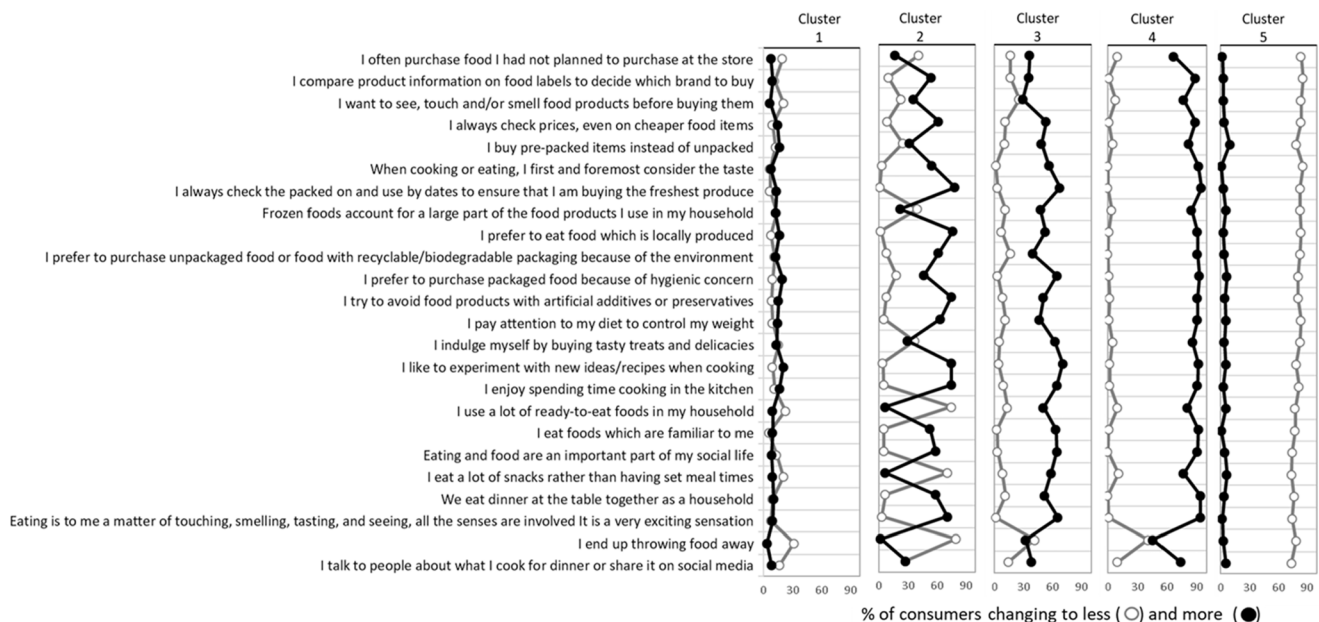 Cluster 1
Cluster 2
Cluster 3
Cluster 4
Cluster 5
I often purchase food I had not planned to purchase at the store
I compare product information on food labels to decide which brand to buy
I want to see, touch and/or smell food products before buying them
I always check prices, even on cheaper food items
I buy pre-packed items instead of unpacked
When cooking or eating, I first and foremost consider the taste
I always check the packed on and use by dates to ensure that I am buying the freshest produce
Frozen foods account for a large part of the food products I use in my household
I prefer to eat food which is locally produced
I prefer to purchase unpackaged food or food with recyclable/biodegradable packaging because of the environment
I prefer to purchase packaged food because of hygienic concern
I try to avoid food products with artificial additives or preservatives
I pay attention to my diet to control my weight
I indulge myself by buying tasty treats and delicacies
I like to experiment with new ideas/recipes when cooking
I enjoy spending time cooking in the kitchen
I use a lot of ready-to-eat foods in my household
I eat foods which are familiar to me
Eating and food are an important part of my social life
I eat a lot of snacks rather than having set meal times
We eat dinner at the table together as a household
Eating is to me a matter of touching, smelling, tasting, and seeing, all the senses are involved It is a very exciting sensation
I end up throwing food away
I talk to people about what I cook for dinner or share it on social media
0 30 60 90
0 30 60 90
0 30 60 90
0 30 60 90
0 30 60 90
% of consumers changing to less ( ) and more ( )